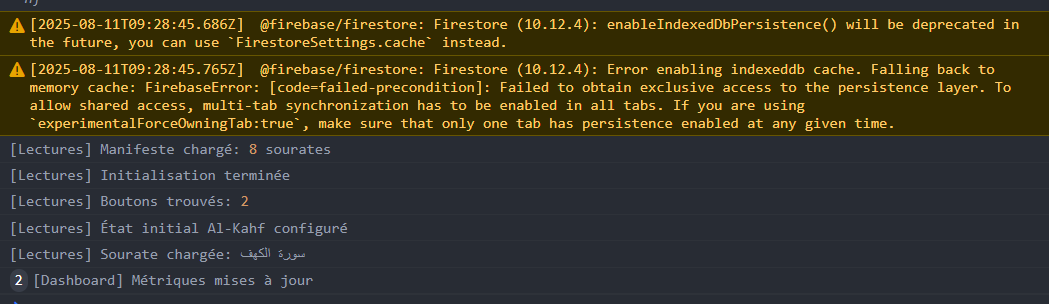 [2025-08-11T09:28:45.686Z]  @firebase/firestore: Firestore (10.12.4): enableIndexedDbPersistence() will be deprecated in
the future, you can use `FirestoreSettings.cache` instead.
[2025-08-11T09:28:45.765Z]  @firebase/firestore: Firestore (10.12.4): Error enabling indexeddb cache. Falling back to
memory cache: FirebaseError: [code=failed-precondition]: Failed to obtain exclusive access to the persistence layer. To
allow shared access, multi-tab synchronization has to be enabled in all tabs. If you are using
`experimentalForceOwningTab:true`, make sure that only one tab has persistence enabled at any given time.
[Lectures] Manifeste chargé: 8 sourates
[Lectures] Initialisation terminée
[Lectures] Boutons trouvés: 2
[Lectures] État initial Al-Kahf configuré
[Lectures] Sourate chargée: سورة الكهف
2 [Dashboard] Métriques mises à jour